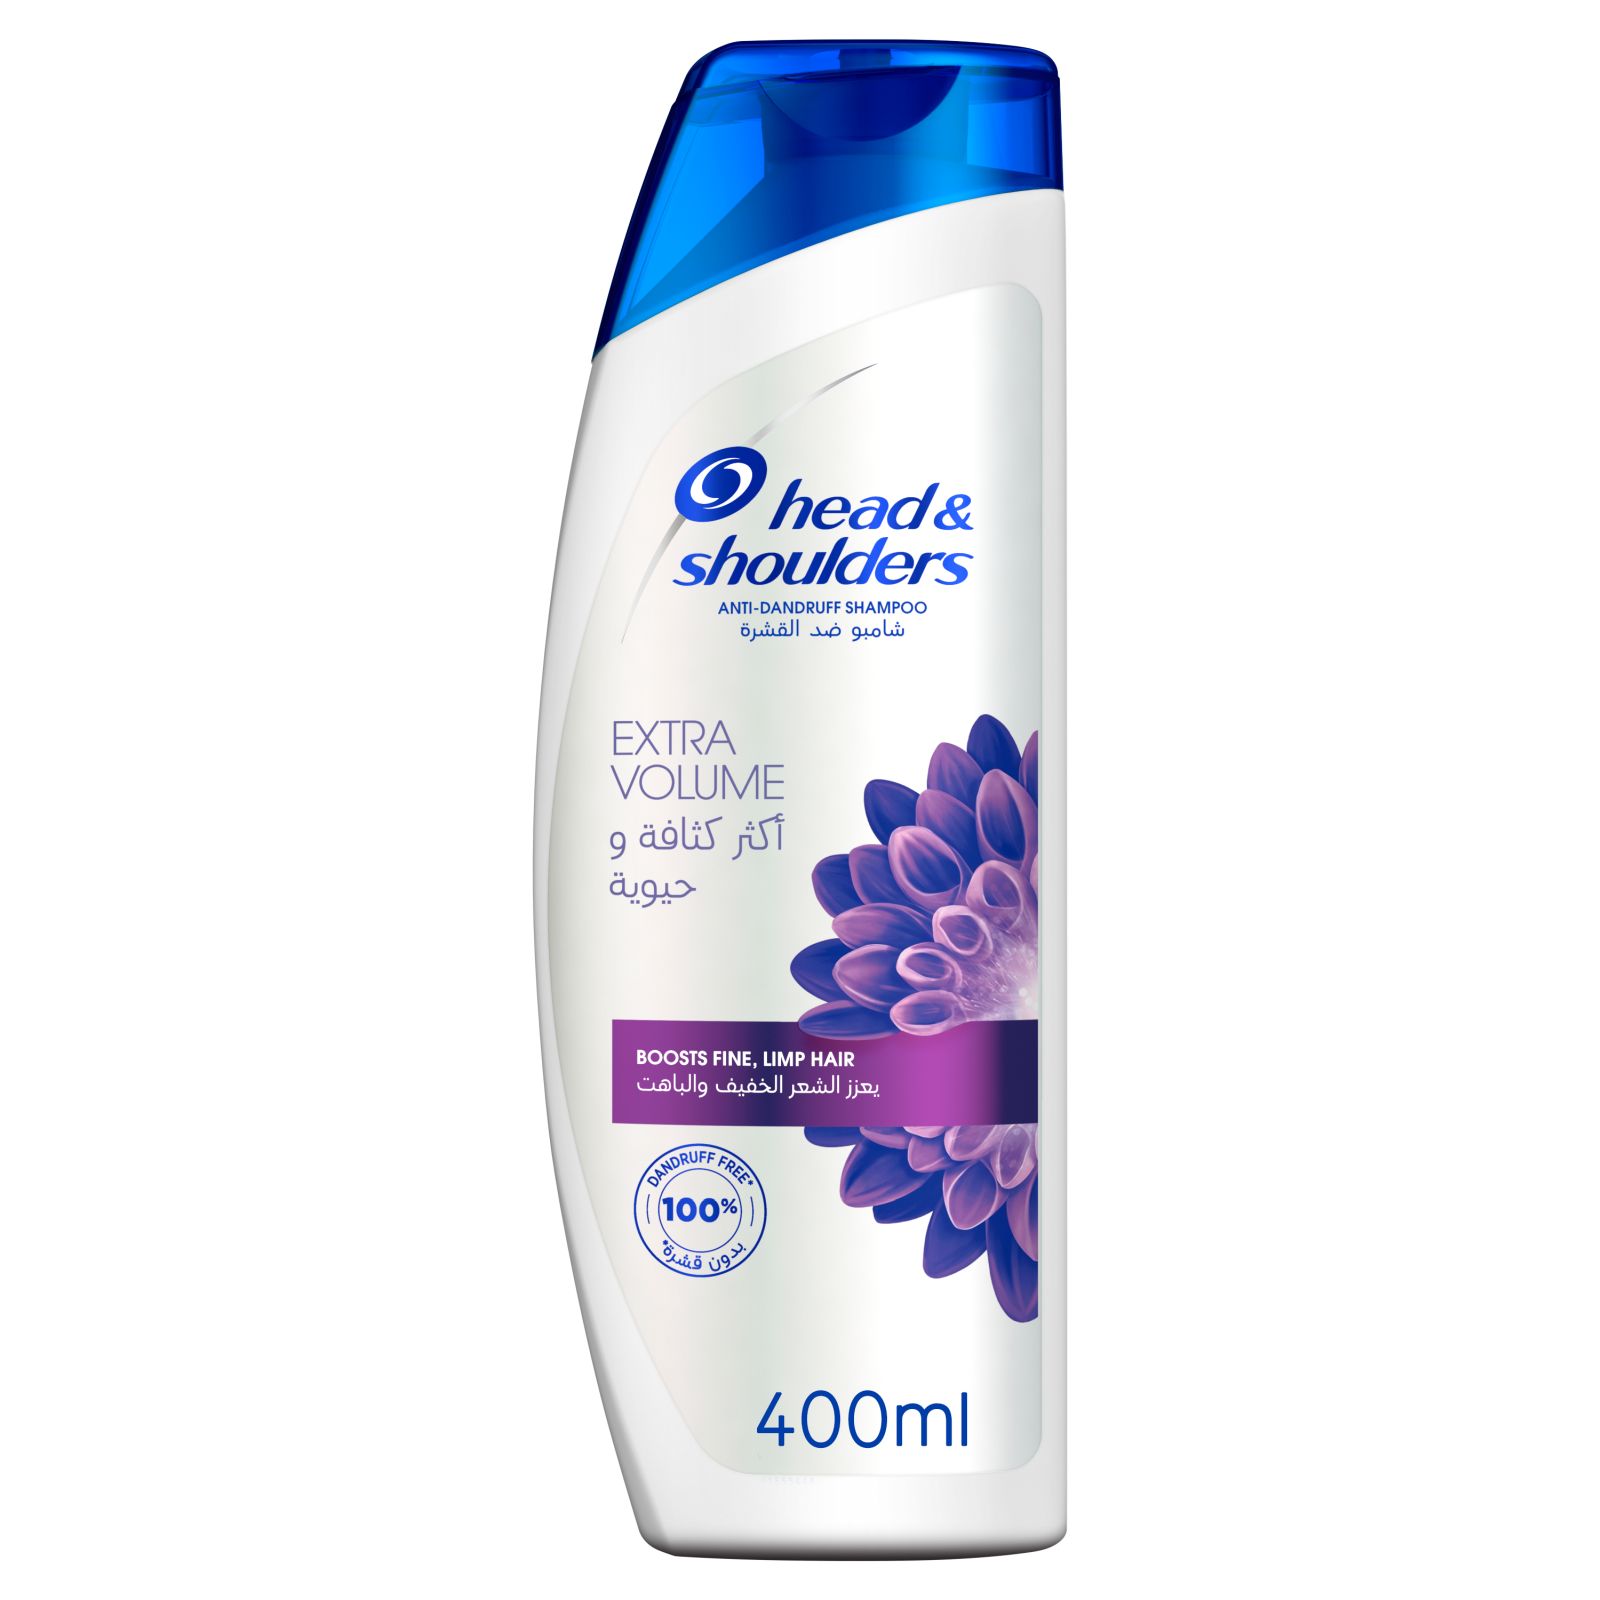 head &
shoulders
ANTI-DANDRUFF SHAMPOO
شامبو ضد القشرة
EXTRA
VOLUME
أكثر كثافة و
حيوية
BOOSTS FINE, LIMP HAIR
يعزز الشعر الخفيف والباهت
DANDRUFF FREE*
100%
بدون قشرة*
400ml